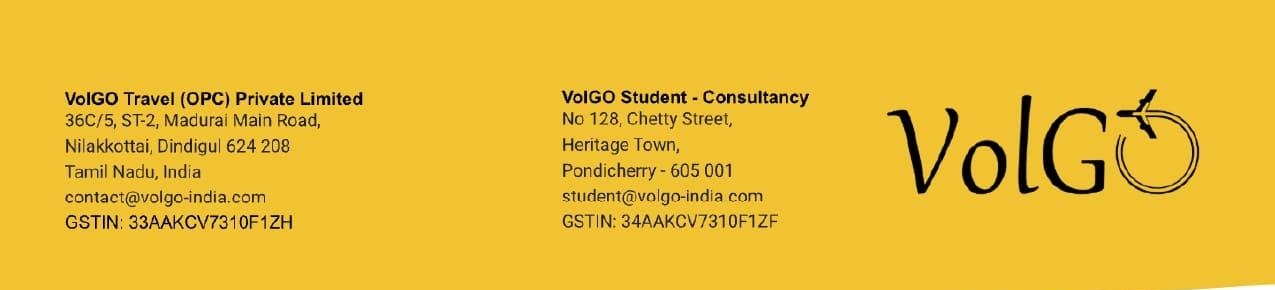 VolGO Travel (OPC) Private Limited
36C/5, ST-2, Madurai Main Road,
Nilakkottai, Dindigul 624 208
Tamil Nadu, India
contact@volgo-india.com
GSTIN: 33AAKCV7310F1ZH
VolGO Student - Consultancy
No 128, Chetty Street,
Heritage Town,
Pondicherry - 605 001
student@volgo-india.com
GSTIN: 34AAKCV7310F1ZF
VolGO